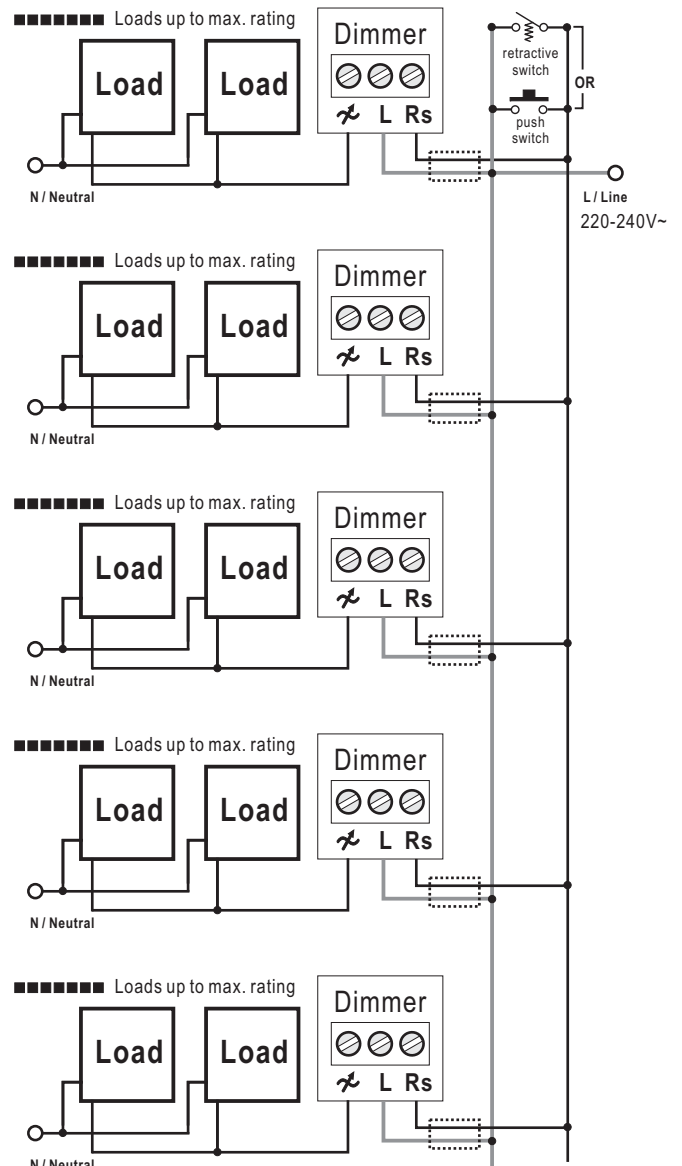 Loads up to max. rating
Dimmer
Load Load
retractive
switch
OR
L Rs
push
switch
N / Neutral
L / Line
220-240V~
Loads up to max. rating
Dimmer
Load Load
L Rs
N / Neutral
Loads up to max. rating
Dimmer
Load Load
L Rs
N / Neutral
Loads up to max. rating
Dimmer
Load Load
L Rs
N / Neutral
Loads up to max. rating
Dimmer
Load Load
L Rs
N / Neutral